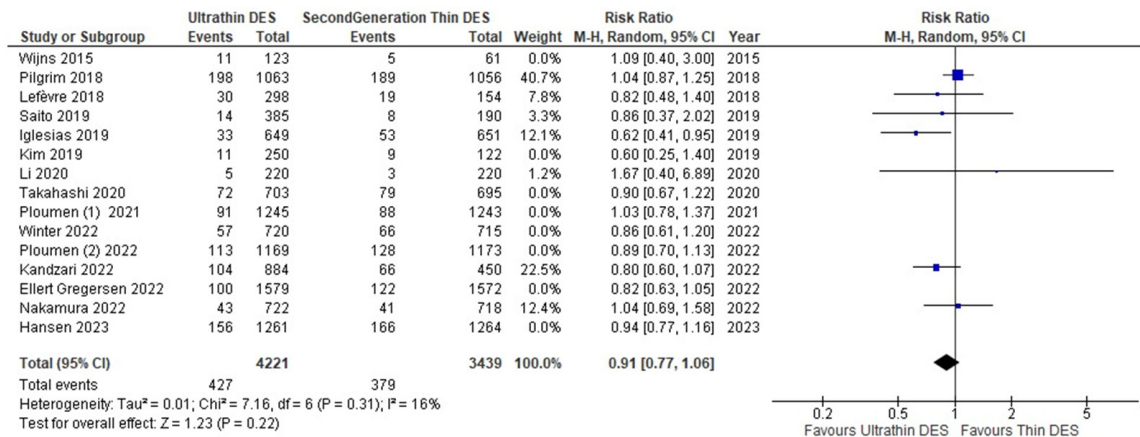 Ultrathin DES SecondGeneration Thin DES Risk Ratio Risk Ratio
Study or Subgroup Events Total Events Total Weight M-H, Random, 95% CI Year M-H, Random, 95% CI
Wijns 2015 11 123 5 61 0.0% 1.09 [0.40, 3.00] 2015
Pilgrim 2018 198 1063 189 1056 40.7% 1.04 [0.87, 1.25] 2018
Lefèvre 2018 30 298 19 154 7.8% 0.82 [0.48, 1.40] 2018
Saito 2019 14 385 8 190 3.1% 0.86 [0.37, 2.02] 2019
Iglesias 2019 33 649 53 651 12.1% 0.62 [0.41, 0.95] 2019
Kim 2019 11 250 9 122 0.0% 0.60 [0.25, 1.40] 2019
Li 2020 5 220 3 220 1.2% 1.67 [0.40, 6.89] 2020
Takahashi 2020 72 703 79 695 0.0% 0.90 [0.67, 1.22] 2020
Ploumen (1) 2021 91 1245 88 1243 0.0% 1.03 [0.78, 1.37] 2021
Winter 2022 57 720 66 715 0.0% 0.86 [0.61, 1.20] 2022
Ploumen (2) 2022 113 1169 128 1173 0.0% 0.89 [0.70, 1.13] 2022
Kandzari 2022 104 884 66 450 22.5% 0.80 [0.60, 1.07] 2022
Ellert Gregersen 2022 100 1579 122 1572 0.0% 0.82 [0.63, 1.05] 2022
Nakamura 2022 43 722 41 718 12.4% 1.04 [0.69, 1.58] 2022
Hansen 2023 156 1261 166 1264 0.0% 0.94 [0.77, 1.16] 2023
Total (95% CI) 4221 3439 100.0% 0.91 [0.77, 1.06]
Total events 427 379
Heterogeneity: Tau² = 0.01; Chi² = 7.16, df = 6 (P = 0.31); I² = 16%
Test for overall effect: Z = 1.23 (P = 0.22)
0.2 0.5 1 2 5
Favours Ultrathin DES Favours Thin DES